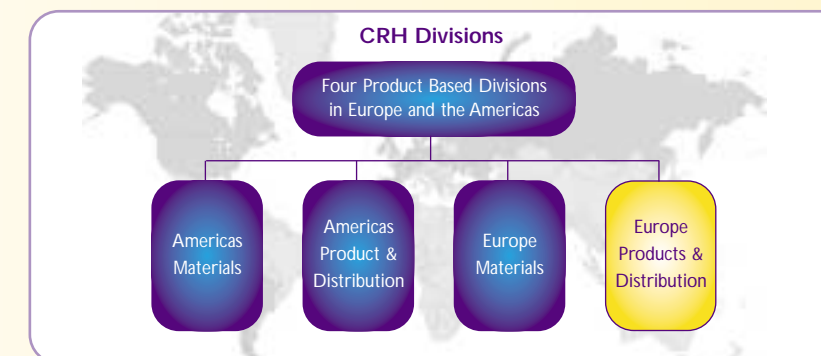 CRH Divisions
Four Product Based Divisions
in Europe and the Americas
Americas
Materials
Americas
Product &
Distribution
Europe
Materials
Europe
Products &
Distribution